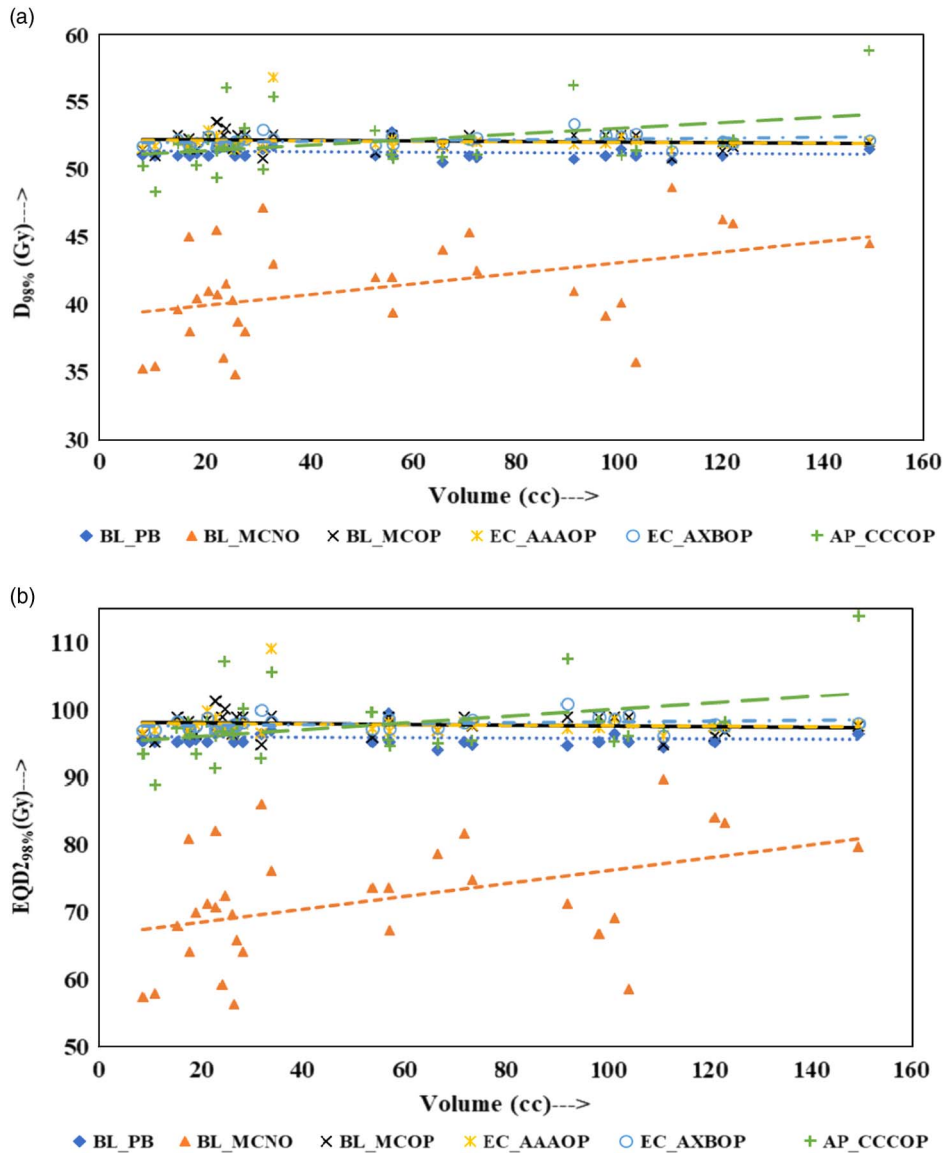 (a)
60
55
50
45
40
35
30
D98% (Gy)--->
0 20 40 60 80 100 120 140 160
Volume (cc)--->
BL_PB BL_MCNO BL_MCOP EC_AAAOP EC_AXBOP AP_CCCOP
(b)
110
100
90
80
70
60
50
EQD298%(Gy)--->
0 20 40 60 80 100 120 140 160
Volume (cc)--->
BL_PB BL_MCNO BL_MCOP EC_AAAOP EC_AXBOP AP_CCCOP